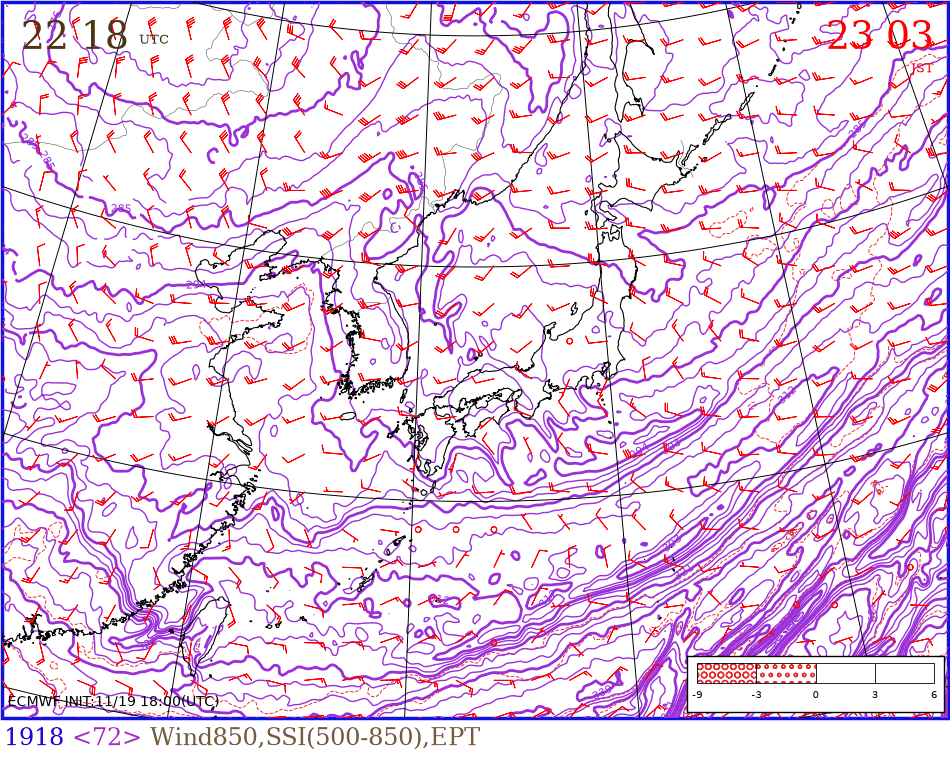 22 18 UTC
23 03
JST
285
ECMWF INIT:11/19 18:00(UTC)
-9 -3 0 3 6
1918 <72> Wind850,SSI(500-850),EPT